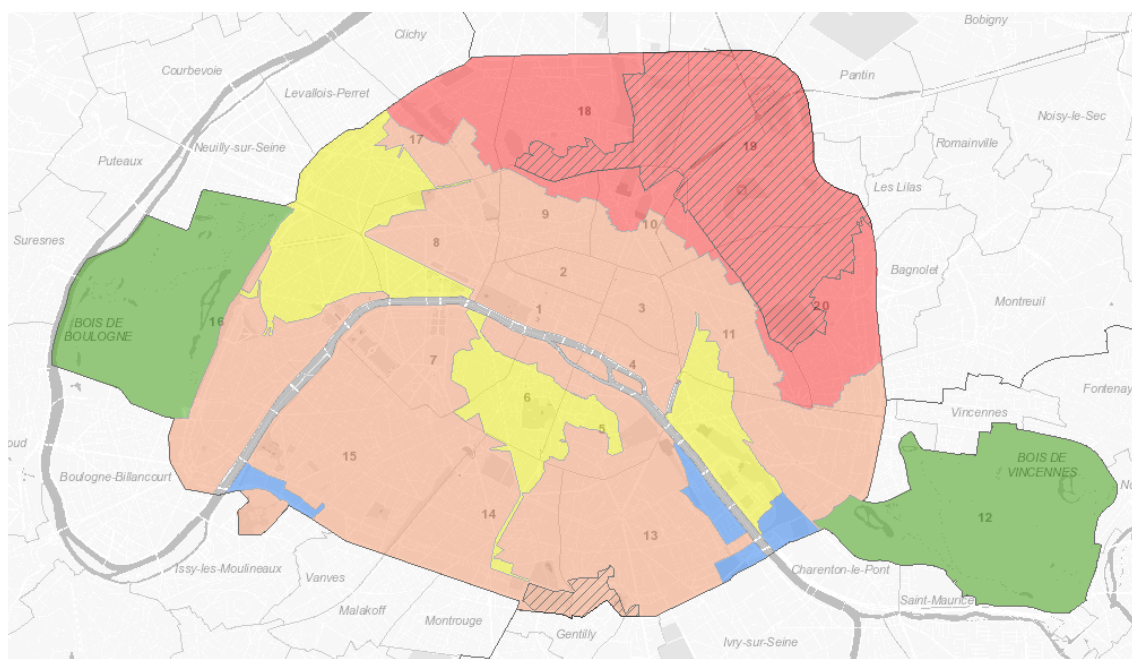 Bobigny
Clichy
Courbevoie
Pantin
Levallois-Perret
Noisy-le-Sec
18
17
Romainville
19
Neuilly-sur-Seine
Puteaux
Les Lilas
9
10
Suresnes
8
Bagnolet
2
Montreuil
1
3
20
16
BOIS DE
BOULOGNE
11
7
4
Fontenay
6
Vincennes
5
15
BOIS DE
VINCENNES
Boulogne-Billancourt
14
12
13
Issy-les-Moulineaux
Vanves
Charenton-le-Pont
Saint-Maurice
Malakoff
Montrouge
Gentilly
Ivry-sur-Seine